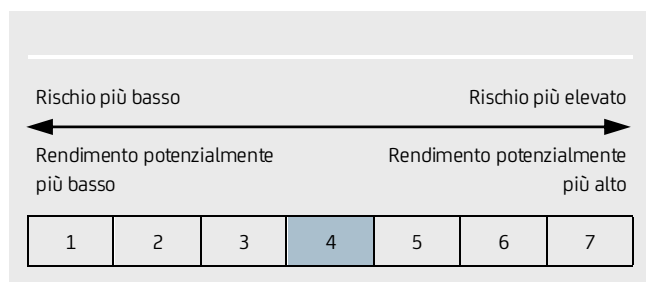 Rischio più basso Rischio più elevato
Rendimento potenzialmente Rendimento potenzialmente
più basso più alto
1 2 3 4 5 6 7